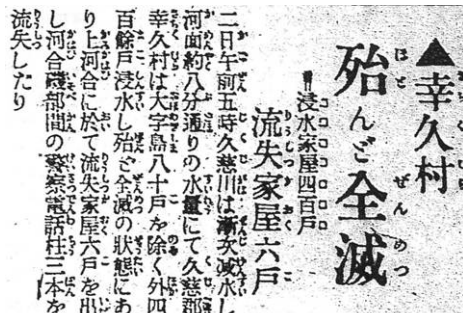 ▲幸久村
殆んど全滅
浸水家屋四百戸
流失家屋六戸
二日午前五時久慈川は漸次減水し
河面約八分通りの水量にて久慈郡
幸久村は大字島八十戸を除く外四
百餘戸浸水し殆ど全滅の狀態にあ
り上河合に於て流失家屋六戸を出
し河合磯部間の警察電話柱三本を
流失したり